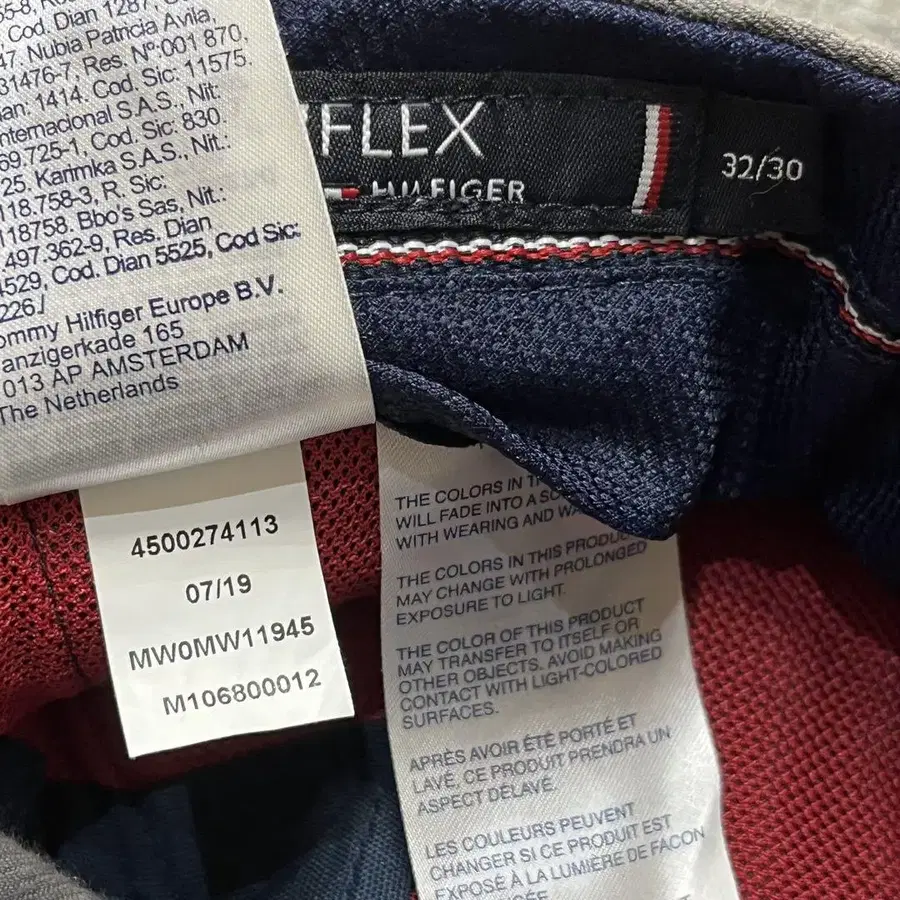 Cod. Dian 1287,
47 Nubia Patricia Avila,
31476-7, Res. Nº:001 870,
ian: 1414. Cod. Sic: 11575.
nternacional S.A.S., Nit:
69.725-1, Cod. Sic: 830.
25. Karimka S.A.S., Nit.:
118.758-3, R. Sic:
118758. Bbo's Sas, Nit.:
.497.362-9, Res. Dian
4529, Cod. Dian 5525, Cod Sic:
226./
ommy Hilfiger Europe B.V.
anzigerkade 165
013 AP AMSTERDAM
The Netherlands
FLEX
HILFIGER
32/30
4500274113
07/19
MW0MW11945
M106800012
THE COLORS IN
WILL FADE INTO A
WITH WEARING AND
THE COLORS IN THIS PRODUC
MAY CHANGE WITH PROLONGED
EXPOSURE TO LIGHT.
THE COLOR OF THIS PRODUCT
MAY TRANSFER TO ITSELF OR
OTHER OBJECTS. AVOID MAKING
CONTACT WITH LIGHT-COLORED
SURFACES.
APRÈS AVOIR ÉTÉ PORTÉ ET
LAVÉ, CE PRODUIT PRENDRA UN
ASPECT DÉLAVÉ.
LES COULEURS PEUVENT
CHANGER SI CE PRODUIT EST
EXPOSÉ À LA LUMIÈRE DE FAÇON